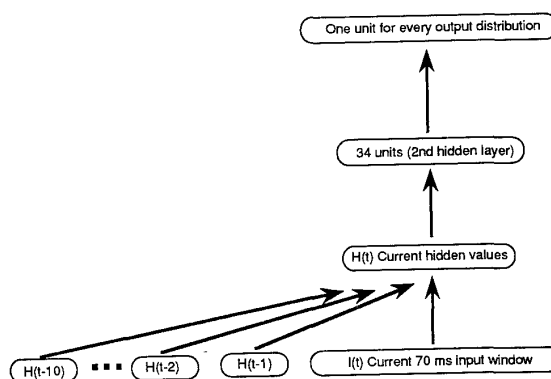 One unit for every output distribution
34 units (2nd hidden layer)
H(t) Current hidden values
H(t-10)
H(t-2)
H(t-1)
I(t) Current 70 ms input window